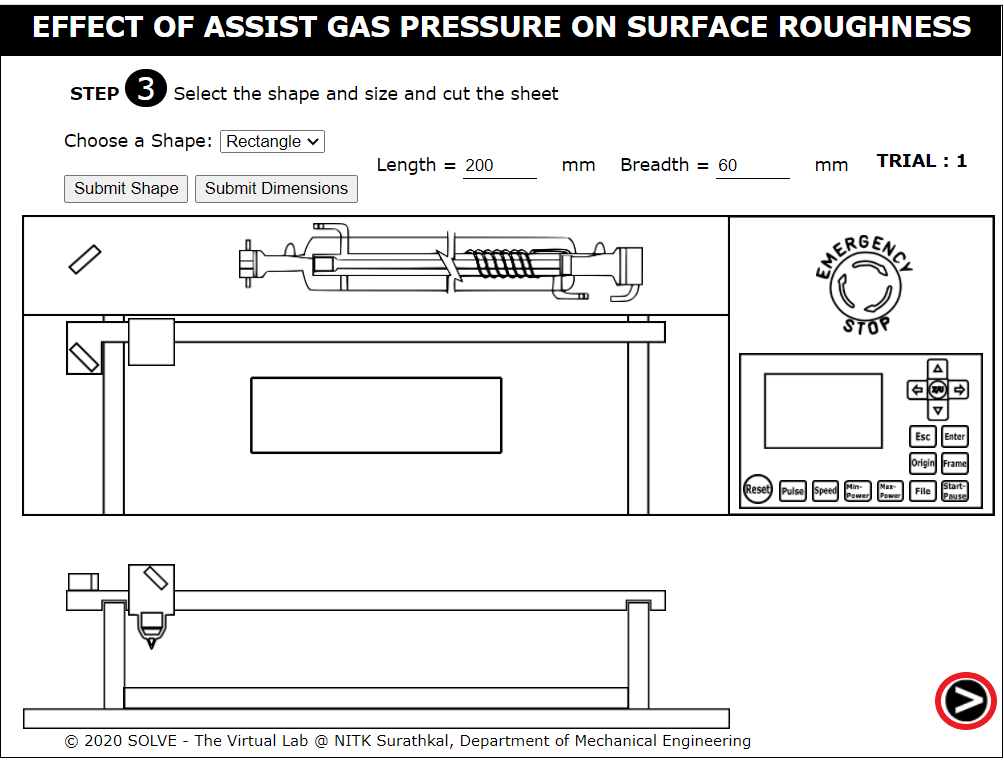 EFFECT OF ASSIST GAS PRESSURE ON SURFACE ROUGHNESS
STEP 3 Select the shape and size and cut the sheet
Choose a Shape: Rectangle
Length = 200 mm Breadth = 60 mm TRIAL : 1
Submit Shape Submit Dimensions
EMERGENCY
STOP
Z/U
Esc Enter
Origin Frame
Reset Pulse Speed Min-Power Max-Power File Start-Pause
© 2020 SOLVE - The Virtual Lab @ NITK Surathkal, Department of Mechanical Engineering